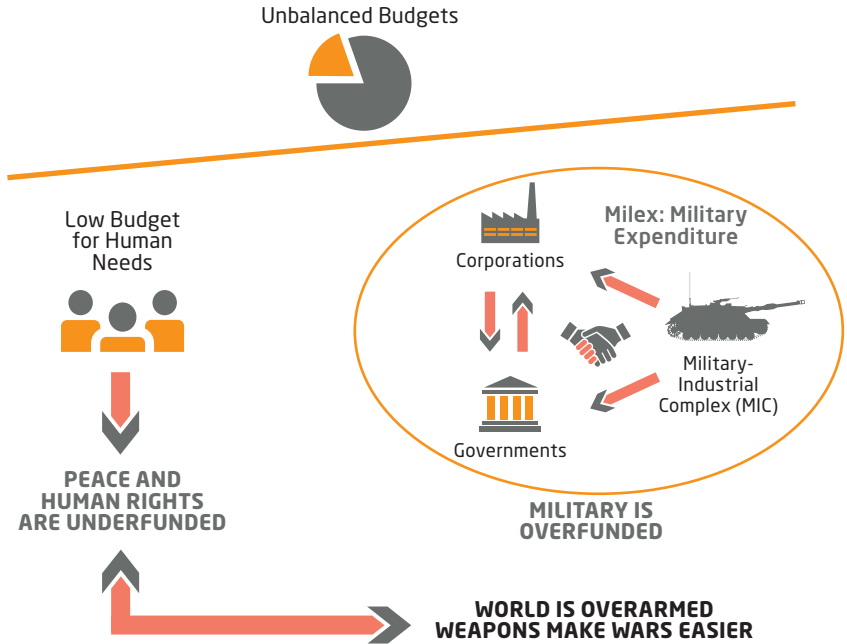 Unbalanced Budgets
Low Budget
for Human
Needs
PEACE AND
HUMAN RIGHTS
ARE UNDERFUNDED
Milex: Military
Expenditure
Corporations
Military-
Industrial
Complex (MIC)
Governments
MILITARY IS
OVERFUNDED
WORLD IS OVERARMED
WEAPONS MAKE WARS EASIER